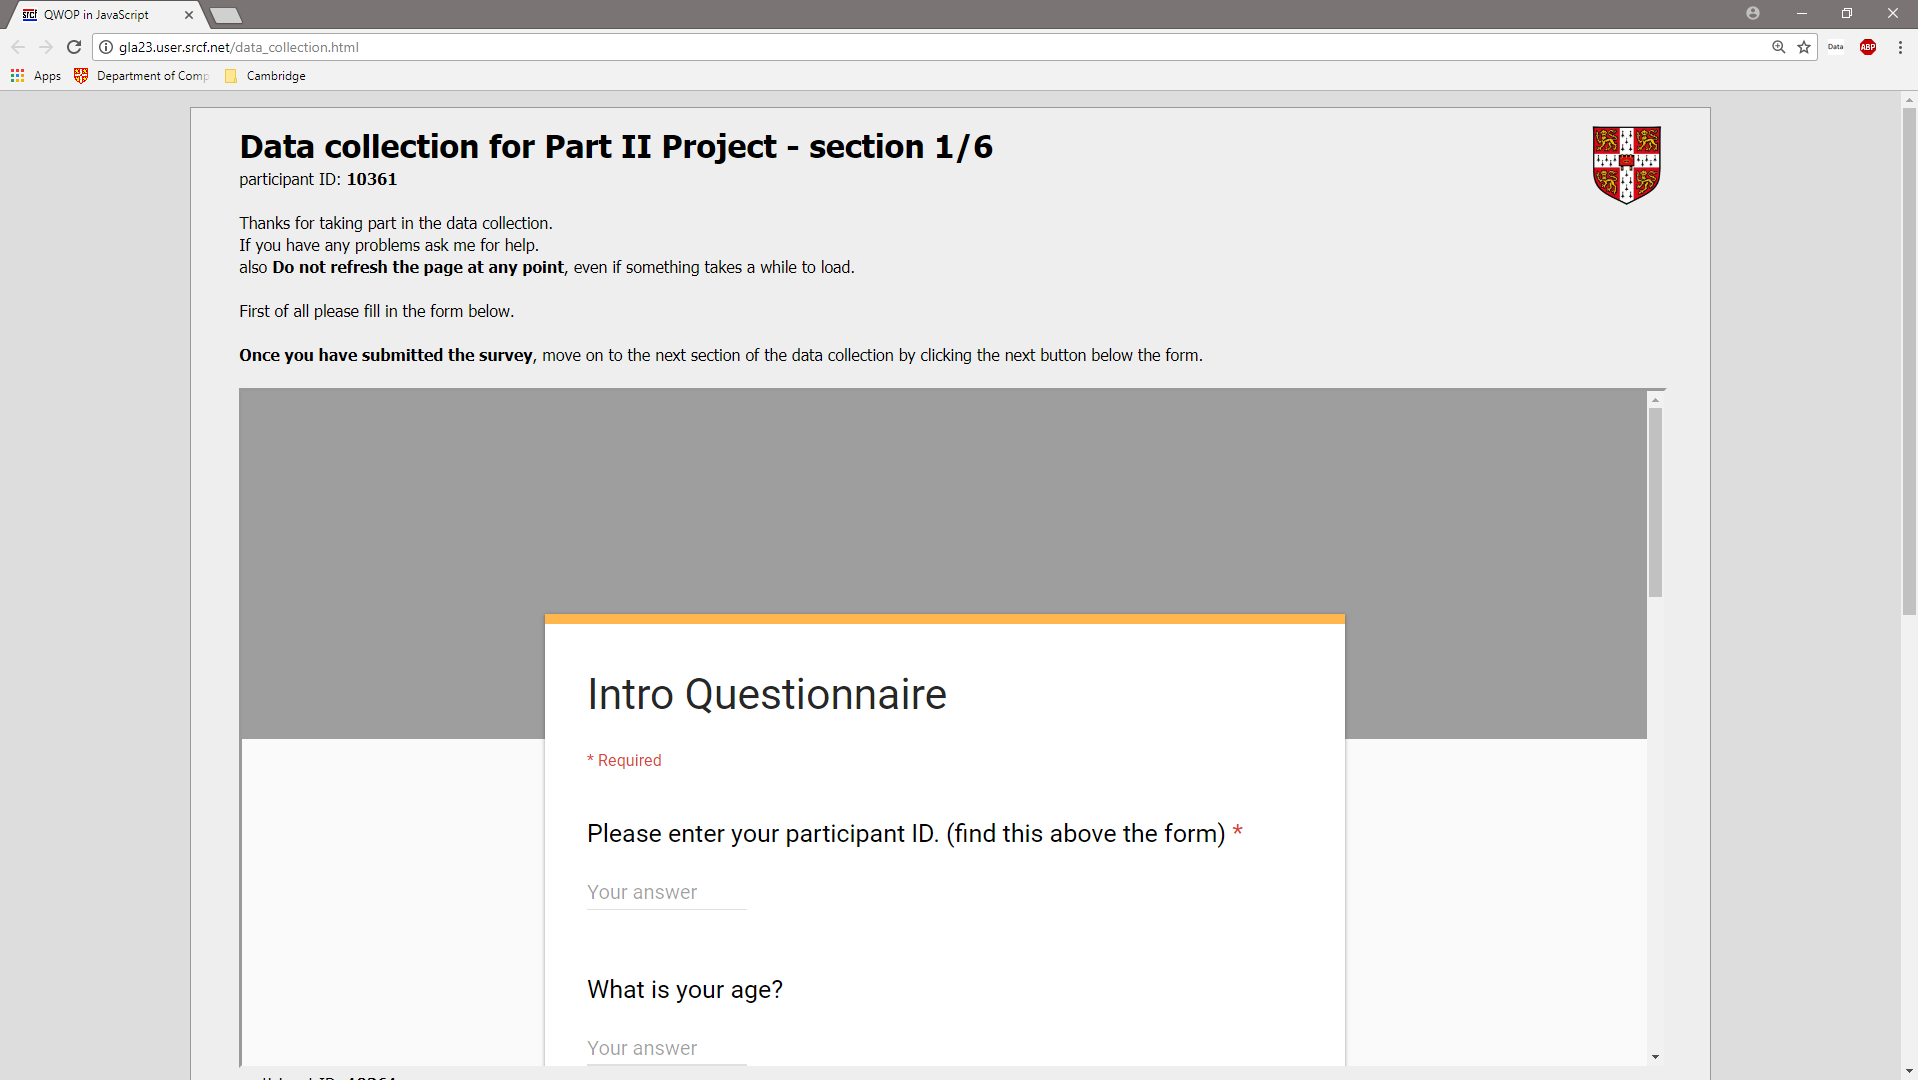 QWOP in JavaScript
gla23.user.srcf.net/data_collection.html
Data
ABP
Apps
Department of Comp
Cambridge
Data collection for Part II Project - section 1/6
participant ID: 10361
Thanks for taking part in the data collection.
If you have any problems ask me for help.
also Do not refresh the page at any point, even if something takes a while to load.
First of all please fill in the form below.
Once you have submitted the survey, move on to the next section of the data collection by clicking the next button below the form.
Intro Questionnaire
* Required
Please enter your participant ID. (find this above the form) *
Your answer
What is your age?
Your answer